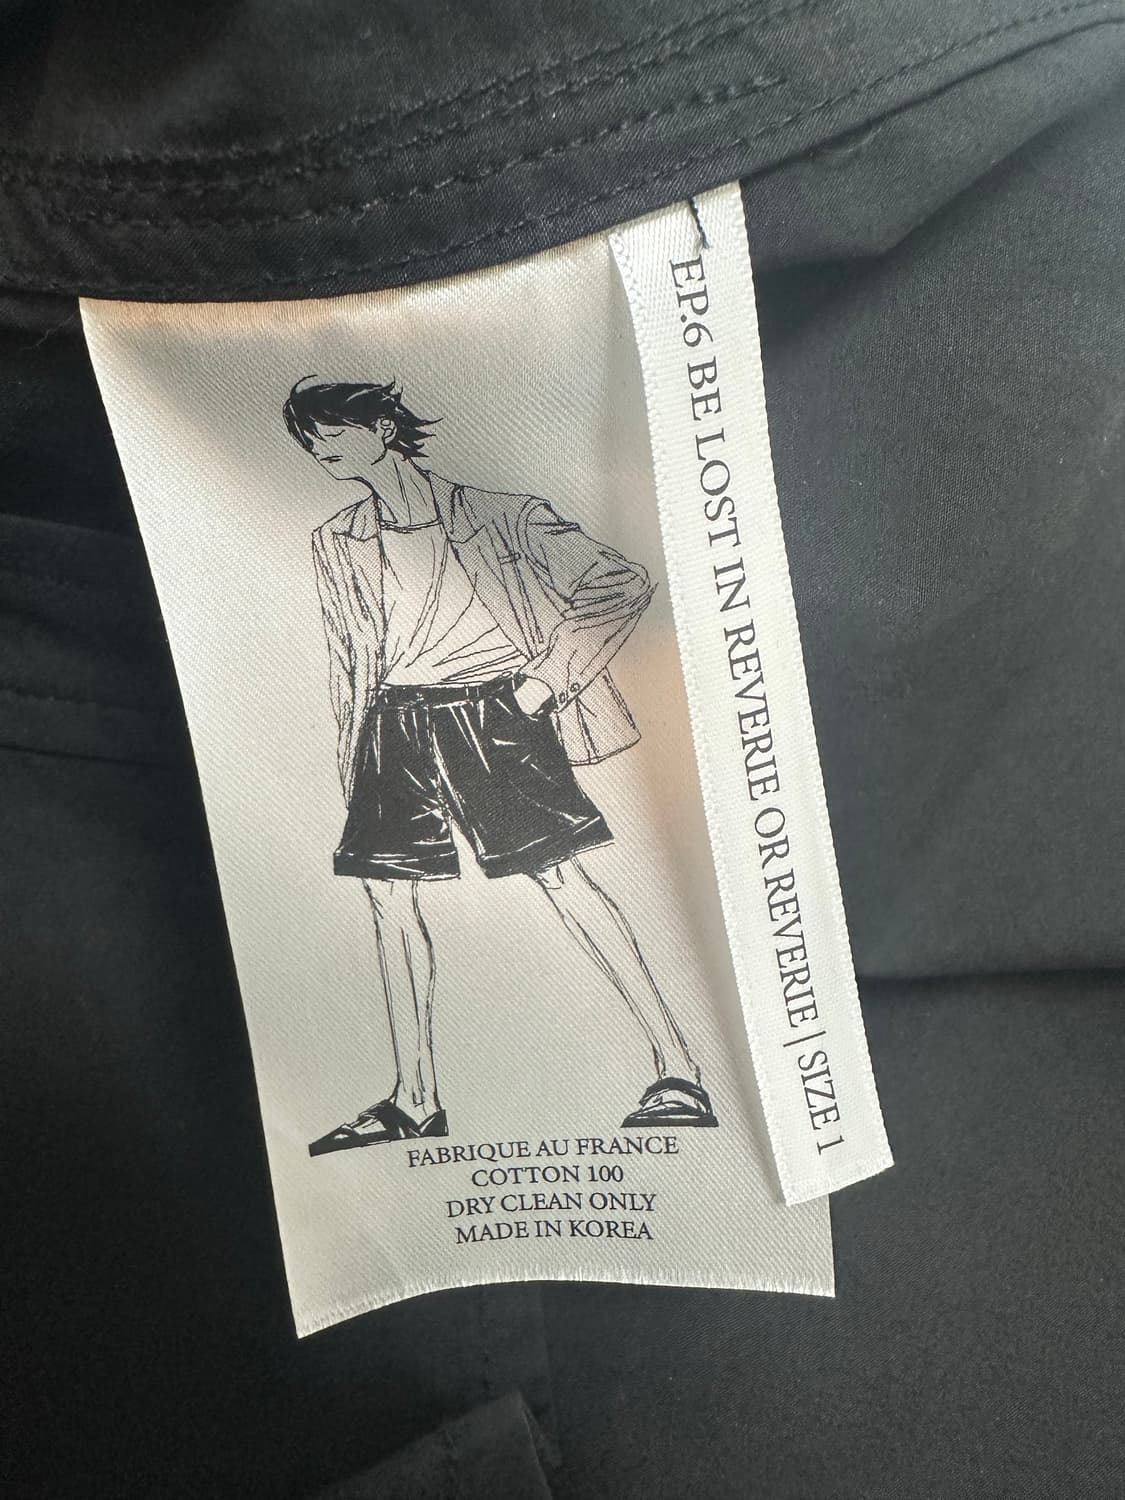 FABRIQUE AU FRANCE
COTTON 100
DRY CLEAN ONLY
MADE IN KOREA
EP.6 BE LOST IN REVERIE OR REVERIE | SIZE 1